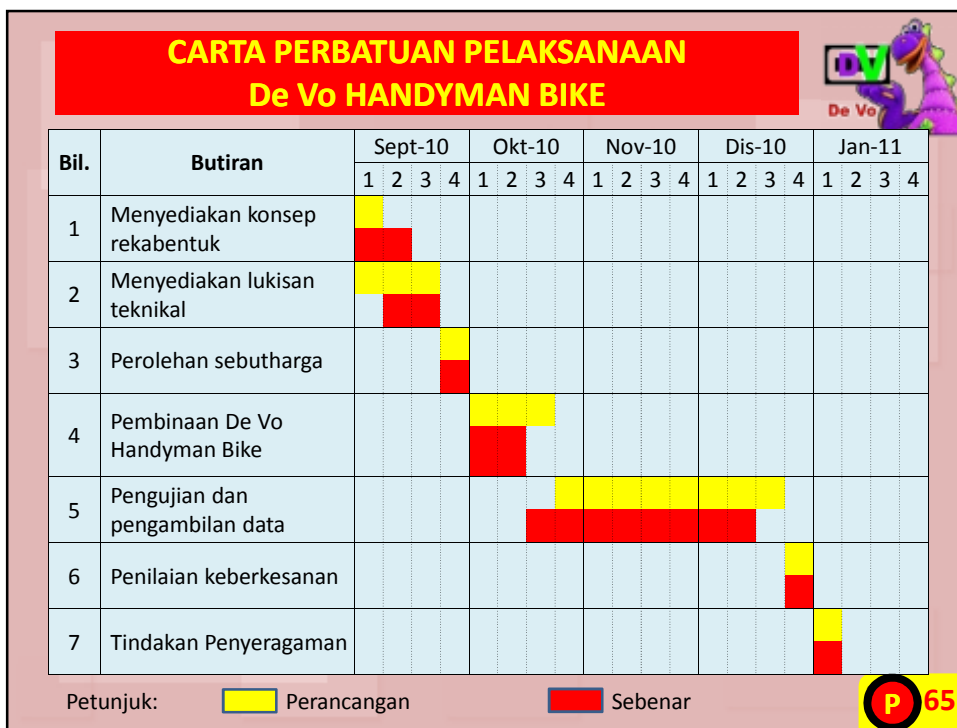 CARTA PERBATUAN PELAKSANAAN
De Vo HANDYMAN BIKE
DV
De Vo
Bil. Butiran Sept-10 Okt-10 Nov-10 Dis-10 Jan-11
1 2 3 4 1 2 3 4 1 2 3 4 1 2 3 4 1 2 3 4
1 Menyediakan konsep
rekabentuk
2 Menyediakan lukisan
teknikal
3 Perolehan sebutharga
4 Pembinaan De Vo
Handyman Bike
5 Pengujian dan
pengambilan data
6 Penilaian keberkesanan
7 Tindakan Penyeragaman
Petunjuk: Perancangan Sebenar
P 65